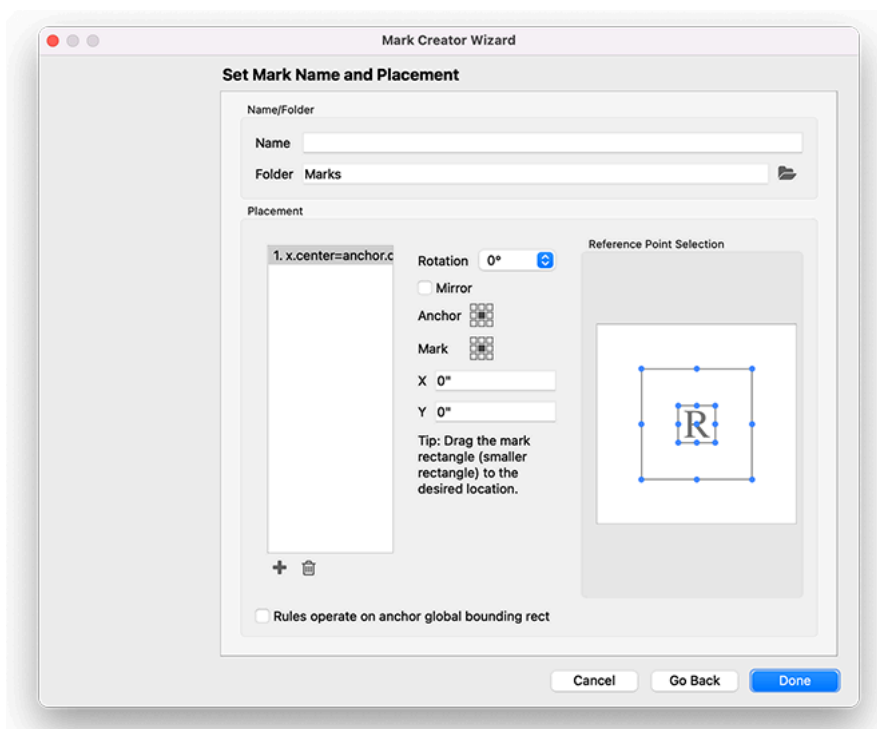 Mark Creator Wizard
Set Mark Name and Placement
Name/Folder
Name
Folder Marks
Placement
1. x.center=anchor.c
Rotation 0°
Mirror
Anchor
Mark
X 0"
Y 0"
Tip: Drag the mark
rectangle (smaller
rectangle) to the
desired location.
Reference Point Selection
R
Rules operate on anchor global bounding rect
Cancel Go Back Done